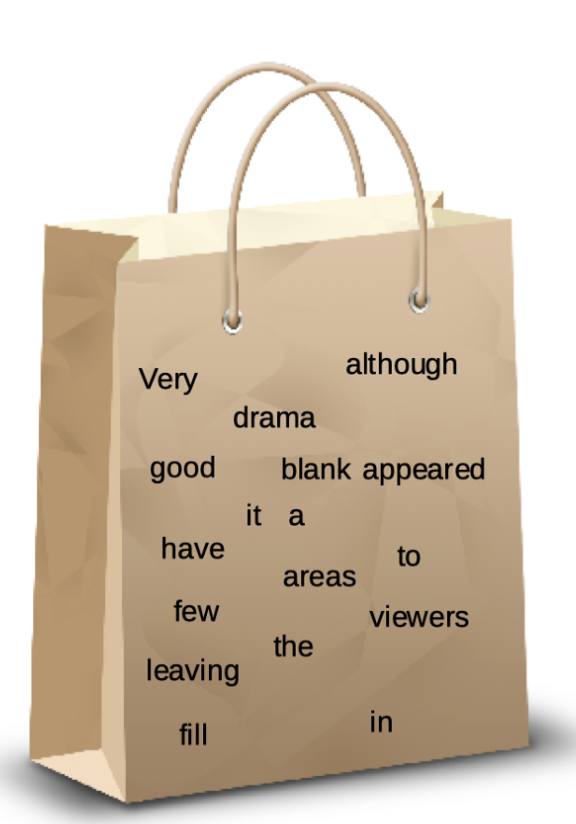 Very although
drama
good blank appeared
it a
have to
areas
few viewers
the
leaving
fill in